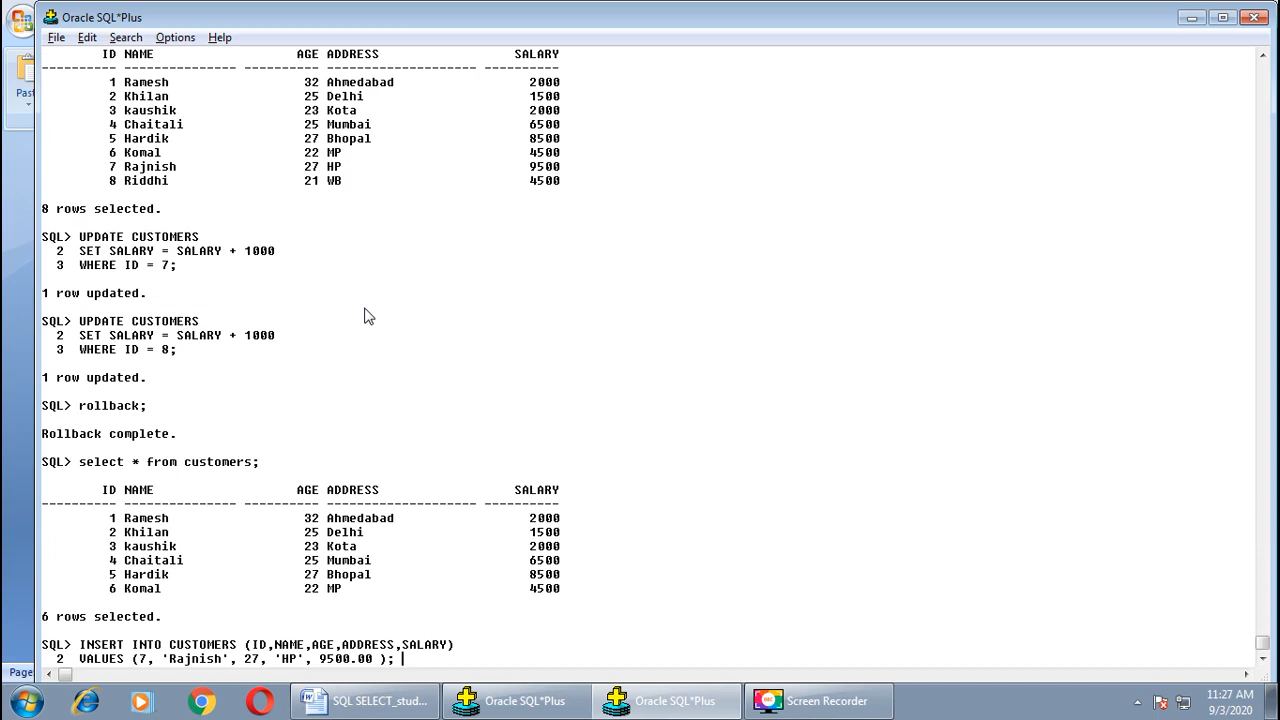 Oracle SQL*Plus
File Edit Search Options Help
ID NAME AGE ADDRESS SALARY
---------- --------------- ---------- -------------------- ----------
1 Ramesh 32 Ahmedabad 2000
2 Khilan 25 Delhi 1500
3 kaushik 23 Kota 2000
4 Chaitali 25 Mumbai 6500
5 Hardik 27 Bhopal 8500
6 Komal 22 MP 4500
7 Rajnish 27 HP 9500
8 Riddhi 21 WB 4500
8 rows selected.
SQL> UPDATE CUSTOMERS
2 SET SALARY = SALARY + 1000
3 WHERE ID = 7;
1 row updated.
SQL> UPDATE CUSTOMERS
2 SET SALARY = SALARY + 1000
3 WHERE ID = 8;
1 row updated.
SQL> rollback;
Rollback complete.
SQL> select * from customers;
ID NAME AGE ADDRESS SALARY
---------- --------------- ---------- -------------------- ----------
1 Ramesh 32 Ahmedabad 2000
2 Khilan 25 Delhi 1500
3 kaushik 23 Kota 2000
4 Chaitali 25 Mumbai 6500
5 Hardik 27 Bhopal 8500
6 Komal 22 MP 4500
6 rows selected.
SQL> INSERT INTO CUSTOMERS (ID,NAME,AGE,ADDRESS,SALARY)
2 VALUES (7, 'Rajnish', 27, 'HP', 9500.00 );
Past
Page
SQL SELECT_stud...
Oracle SQL*Plus
Oracle SQL*Plus
Screen Recorder
11:27 AM
9/3/2020